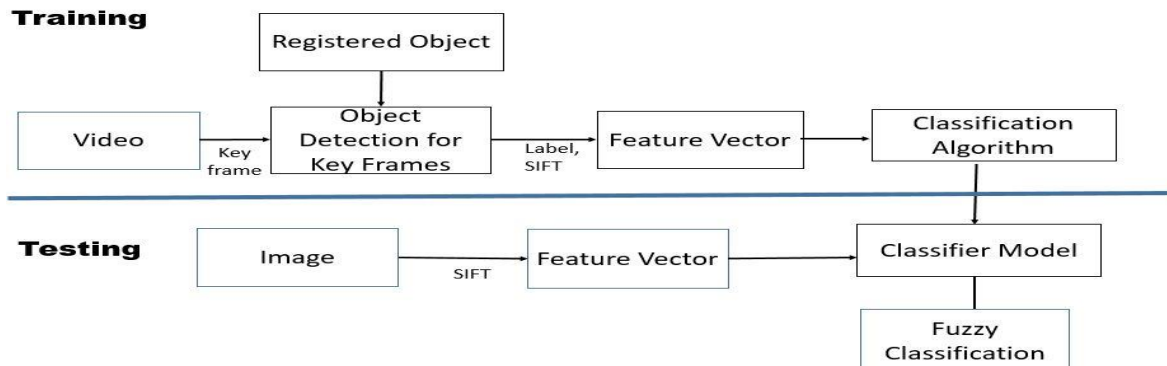 Training
Registered Object
Video
Key
frame
Object
Detection for
Key Frames
Label,
SIFT
Feature Vector
Classification
Algorithm
Testing
Image
SIFT
Feature Vector
Classifier Model
Fuzzy
Classification